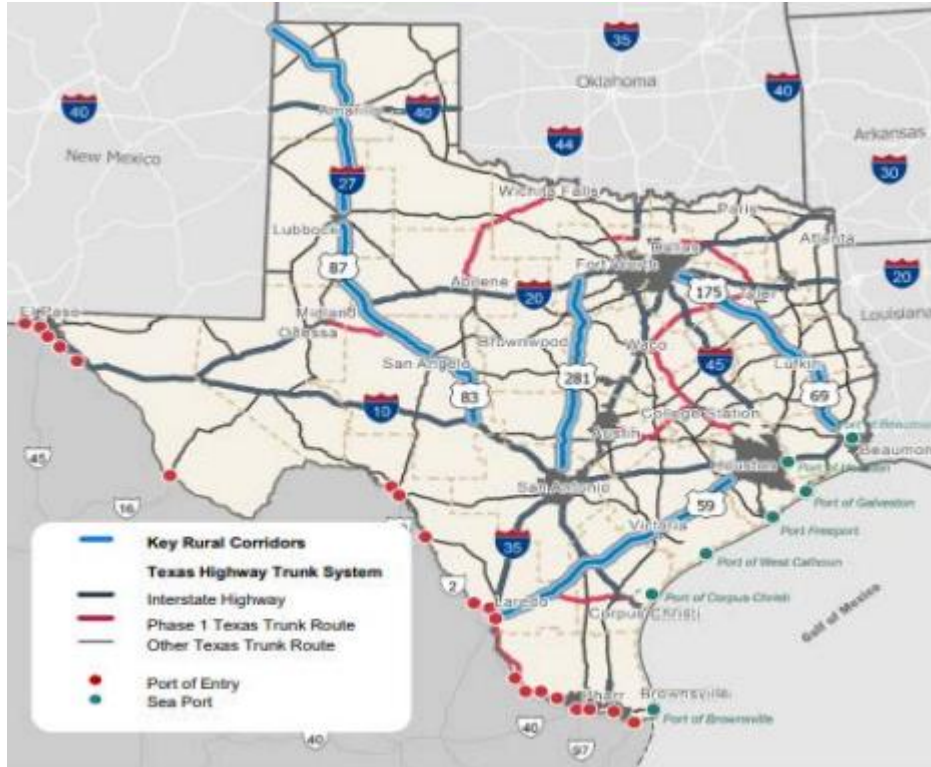 35
Oklahoma
40
40
Amarillo
40
Arkansas
44
New Mexico
30
27
Wichita Falls
Paris
Lubbock
Atlanta
Dallas
87
Fort Worth
20
Abilene
20
175
Tyler
El Paso
Louisiana
Midland
Odessa
Brownwood
Waco
San Angelo
45
Lufkin
281
83
69
10
College Station
Austin
Port of Beaumont
Beaumont
45
Houston
Port of Houston
San Antonio
16
59
Port of Galveston
Victoria
Port Freeport
35
Port of West Calhoun
2
Laredo
Port of Corpus Christi
Corpus Christi
Gulf of Mexico
Pharr
Brownsville
Port of Brownsville
40
40
97
Key Rural Corridors
Texas Highway Trunk System
Interstate Highway
Phase 1 Texas Trunk Route
Other Texas Trunk Route
Port of Entry
Sea Port